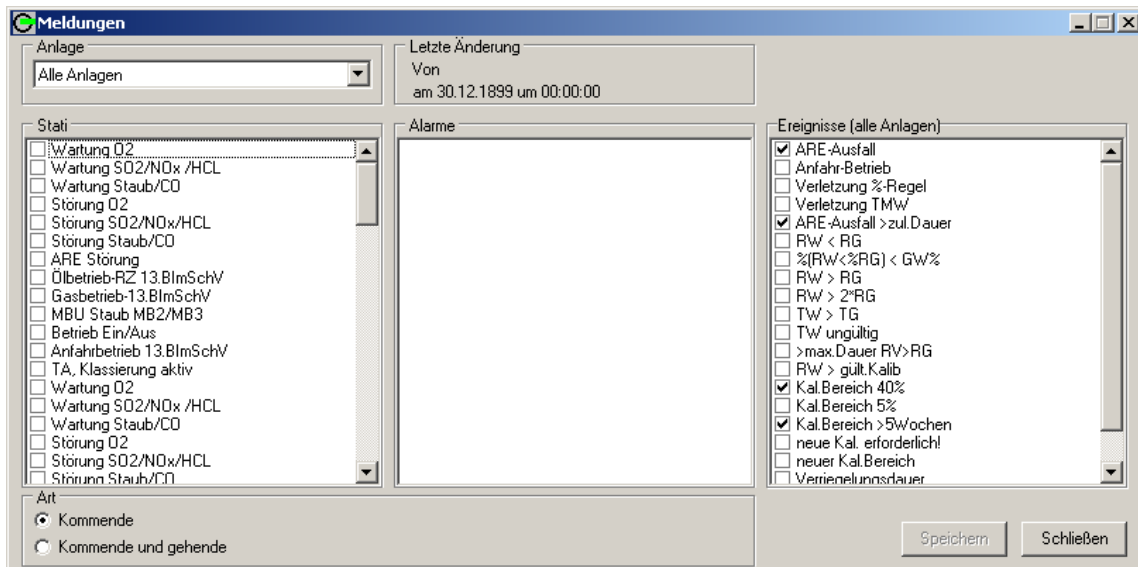 Meldungen
Anlage
Alle Anlagen
Letzte Änderung
Von
am 30.12.1899 um 00:00:00
Stati
Wartung O2
Wartung SO2/NOx /HCL
Wartung Staub/CO
Störung O2
Störung SO2/NOx/HCL
Störung Staub/CO
ARE Störung
Ölbetrieb-RZ 13.BImSchV
Gasbetrieb-13.BImSchV
MBU Staub MB2/MB3
Betrieb Ein/Aus
Anfahrbetrieb 13.BImSchV
TA, Klassierung aktiv
Wartung O2
Wartung SO2/NOx /HCL
Wartung Staub/CO
Störung O2
Störung SO2/NOx/HCL
Störung Staub/CO
Alarme
Ereignisse (alle Anlagen)
ARE-Ausfall
Anfahr-Betrieb
Verletzung %-Regel
Verletzung TMW
ARE-Ausfall >zul.Dauer
RW < RG
%(RW<%RG) < GW%
RW > RG
RW > 2*RG
TW > TG
TW ungültig
>max.Dauer RV>RG
RW > gült.Kalib
Kal.Bereich 40%
Kal.Bereich 5%
Kal.Bereich >5Wochen
neue Kal. erforderlich!
neuer Kal.Bereich
Verriegelungsdauer
Art
Kommende
Kommende und gehende
Speichern
Schließen